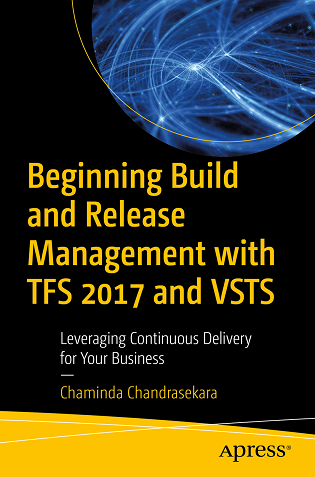 Beginning Build
and Release
Management with
TFS 2017 and VSTS
Leveraging Continuous Delivery
for Your Business
—
Chaminda Chandrasekara
Apress®